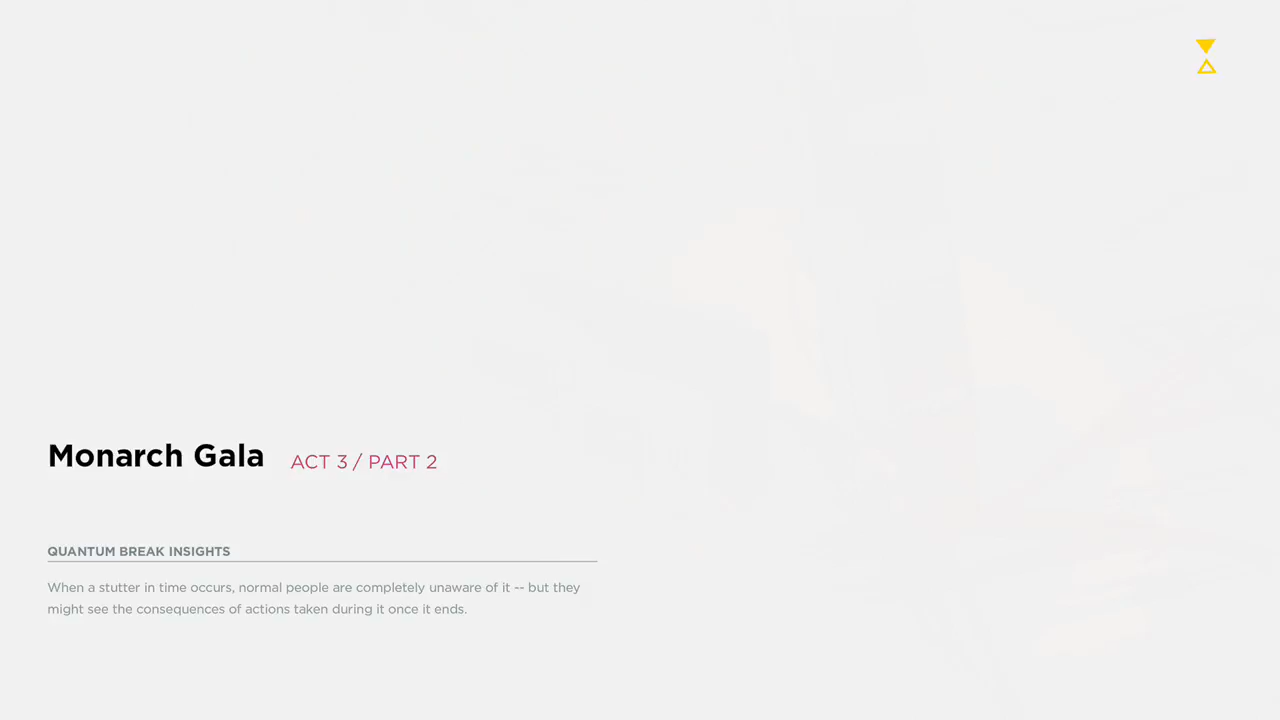 Monarch Gala ACT 3 / PART 2
QUANTUM BREAK INSIGHTS
When a stutter in time occurs, normal people are completely unaware of it -- but they
might see the consequences of actions taken during it once it ends.